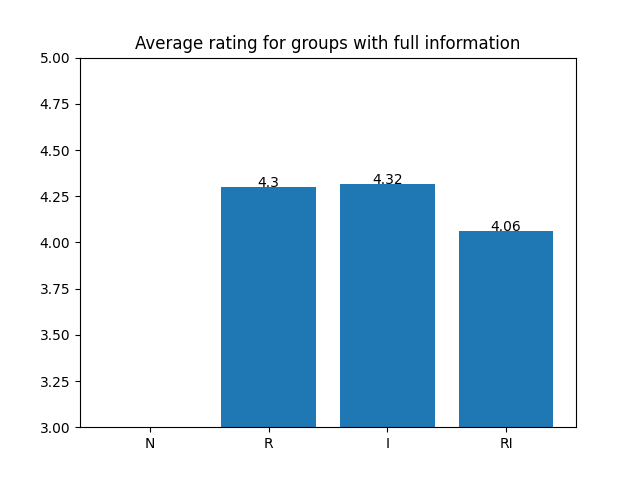 Average rating for groups with full information
5.00
4.75
4.50
4.25
4.00
3.75
3.50
3.25
3.00
4.3
4.32
4.06
N
R
I
RI